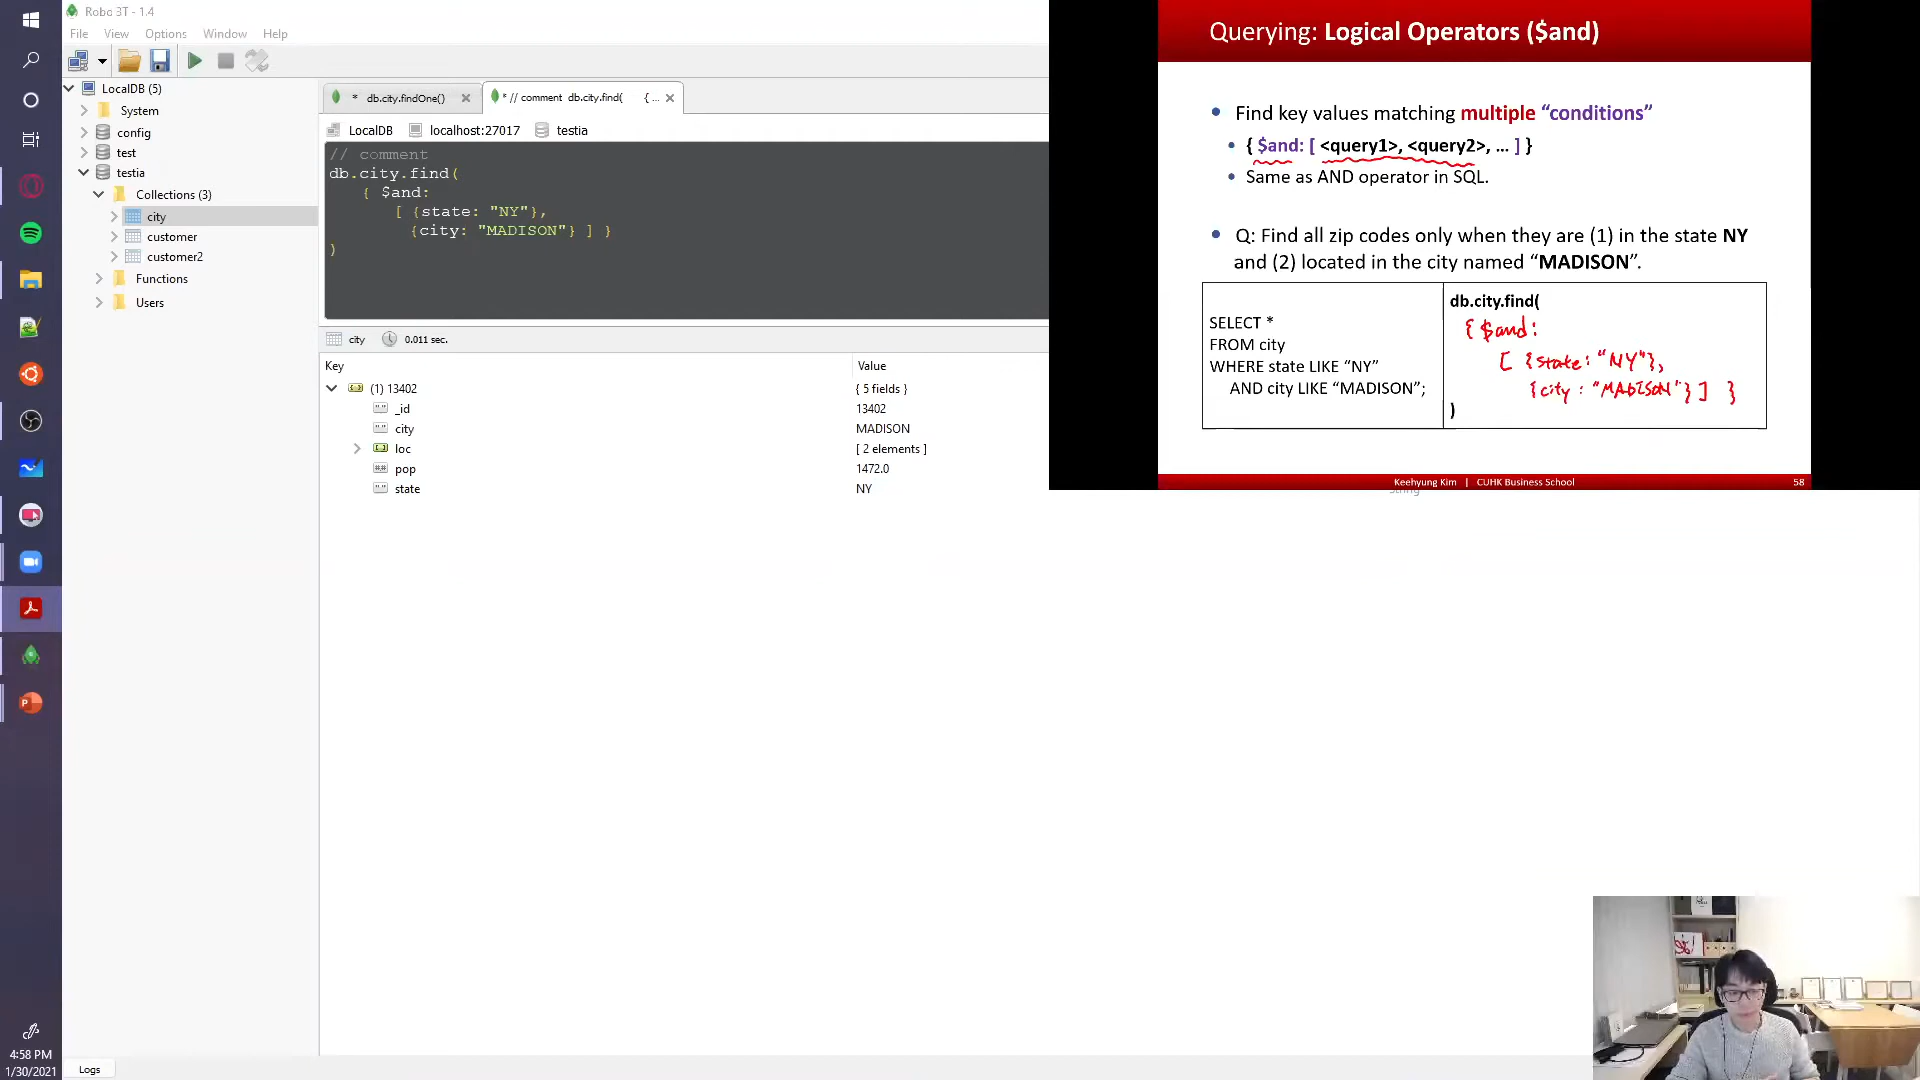 Robo 3T - 1.4
File View Options Window Help
LocalDB (5)
System
config
test
testia
Collections (3)
city
customer
customer2
Functions
Users
* db.city.findOne()
* // comment db.city.find( { ...
LocalDB localhost:27017 testia
// comment
db.city.find(
{ $and:
[ {state: "NY"},
{city: "MADISON"} ] }
)
city 0.011 sec.
Key Value
(1) 13402 { 5 fields }
_id 13402
city MADISON
loc [ 2 elements ]
pop 1472.0
state NY
String
Logs
4:58 PM
1/30/2021
Querying: Logical Operators ($and)
• Find key values matching multiple “conditions”
• { $and: [ <query1>, <query2>, … ] }
• Same as AND operator in SQL.
• Q: Find all zip codes only when they are (1) in the state NY
and (2) located in the city named “MADISON”.
SELECT *
FROM city
WHERE state LIKE “NY”
AND city LIKE “MADISON”;
db.city.find(
{ $and:
[ {state: "NY"},
{city : "MADISON"} ] }
)
Keehyung Kim | CUHK Business School
58